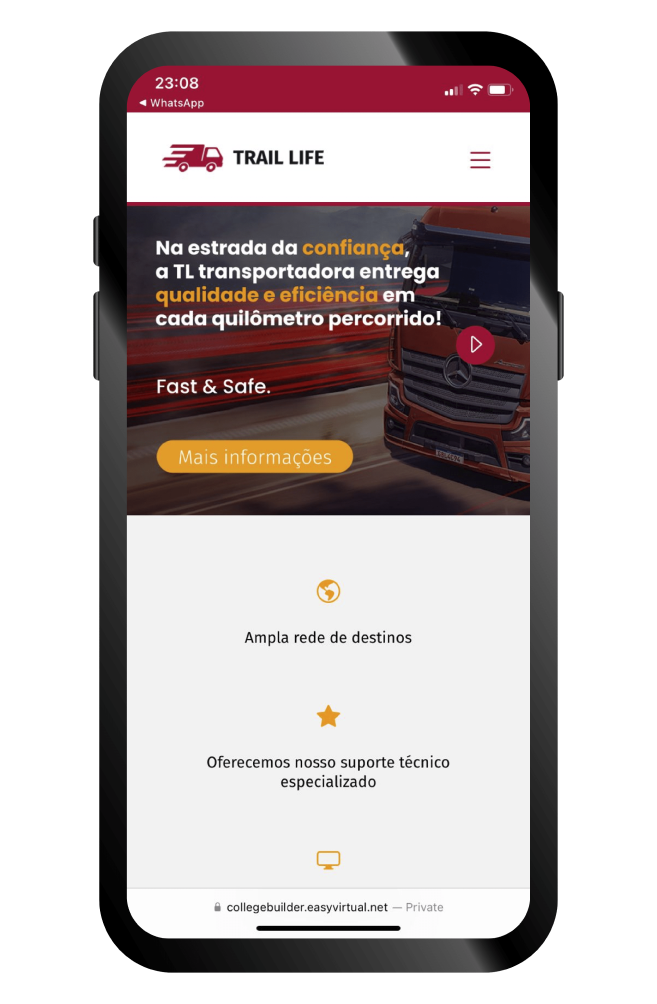 23:08
◀ WhatsApp
TRAIL LIFE
Na estrada da confiança,
a TL transportadora entrega
qualidade e eficiência em
cada quilômetro percorrido!
Fast & Safe.
Mais informações
Ampla rede de destinos
Oferecemos nosso suporte técnico
especializado
collegebuilder.easyvirtual.net — Private